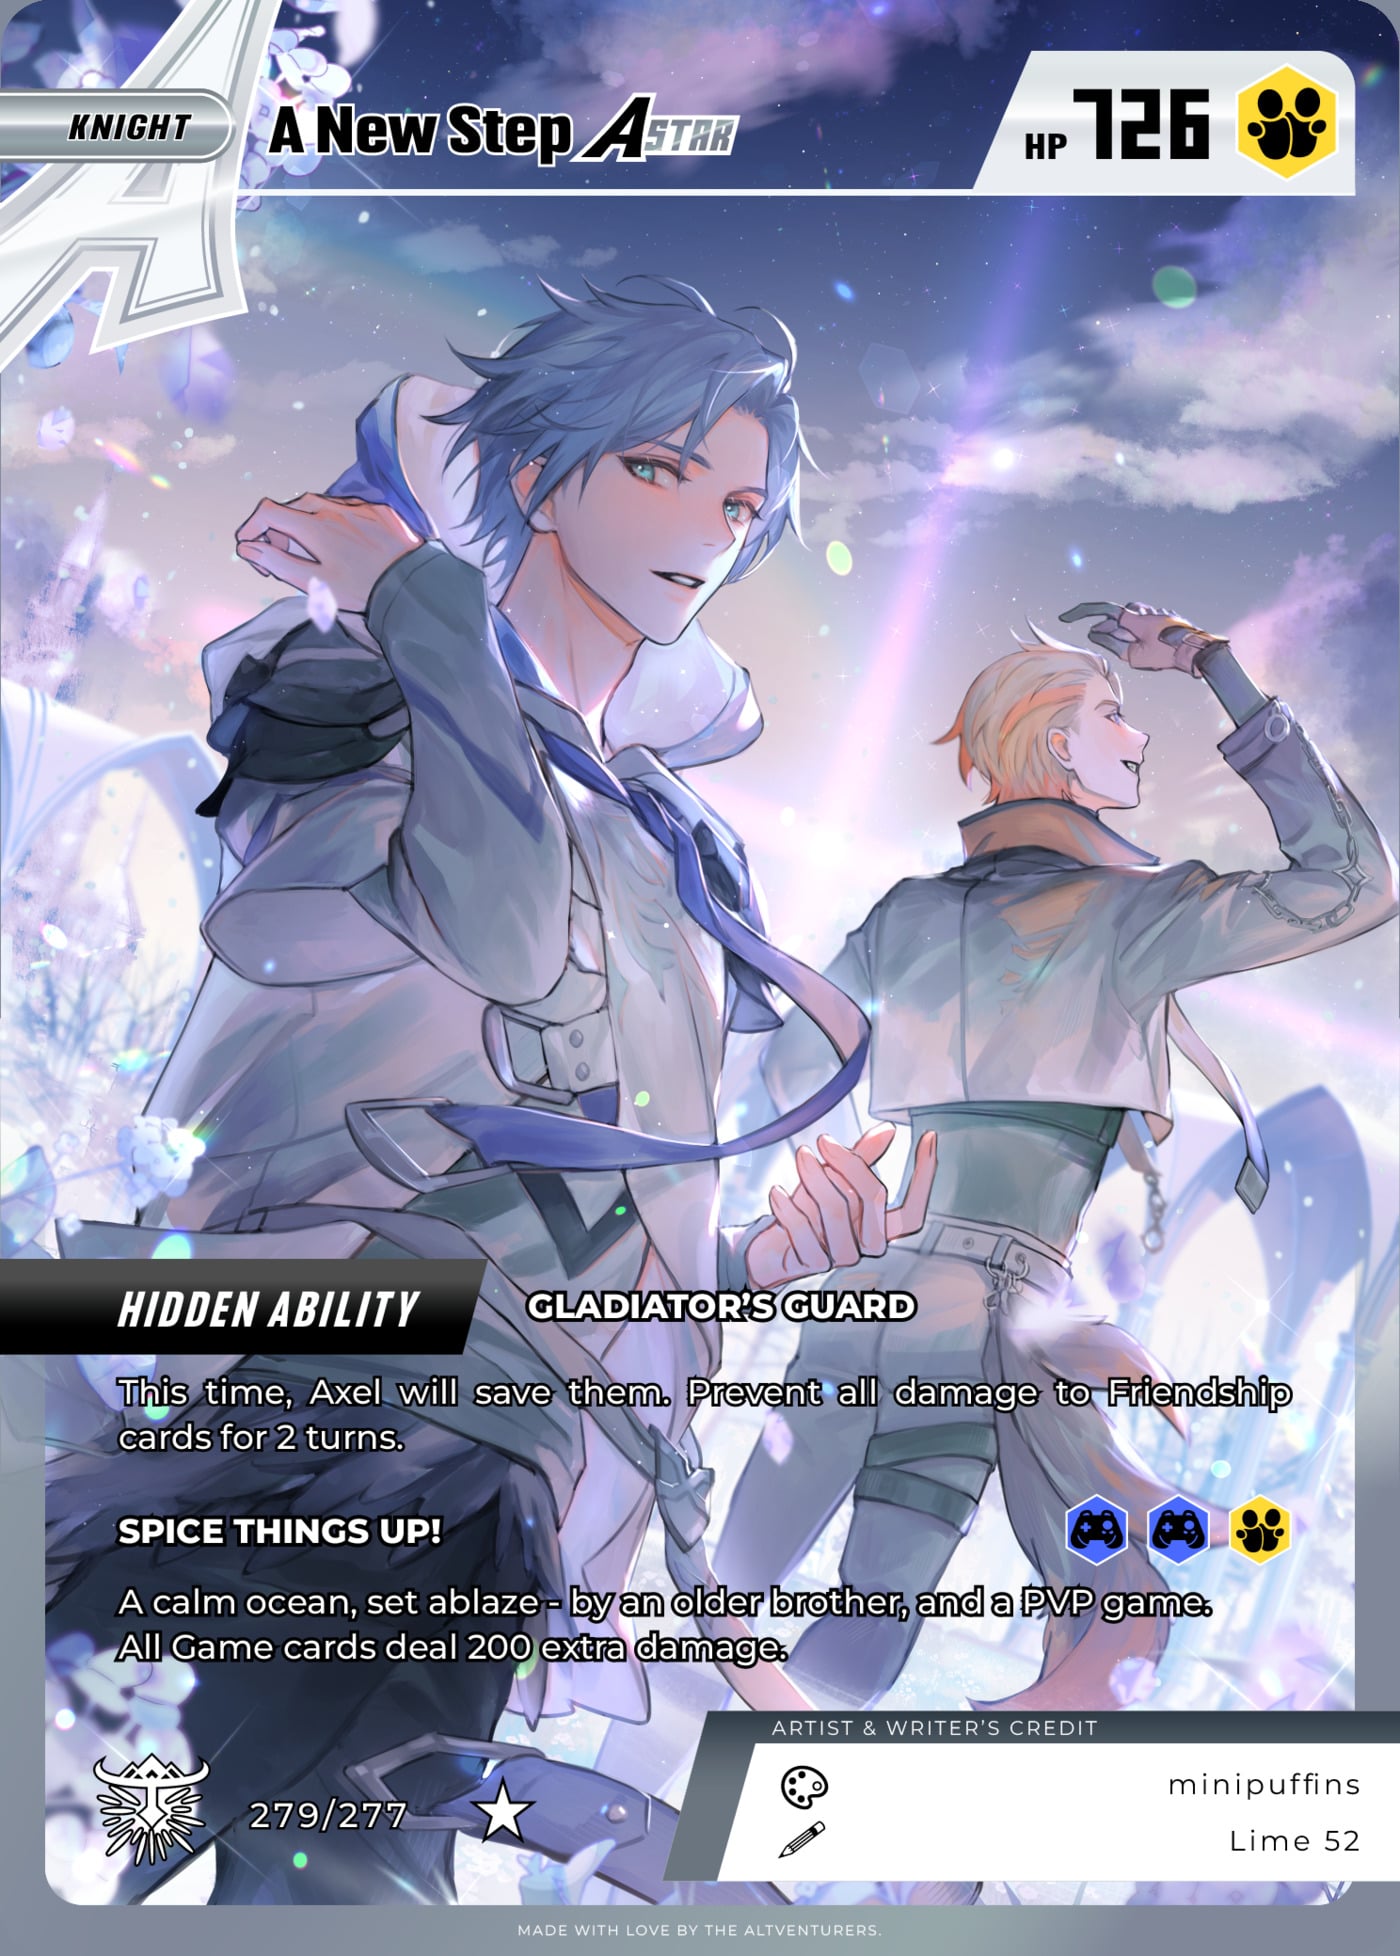 KNIGHT
A New Step A STAR
HP 726
HIDDEN ABILITY
GLADIATOR'S GUARD
This time, Axel will save them. Prevent all damage to Friendship
cards for 2 turns.
SPICE THINGS UP!
A calm ocean, set ablaze - by an older brother, and a PVP game.
All Game cards deal 200 extra damage.
ARTIST & WRITER'S CREDIT
minipuffins
Lime 52
279/277
MADE WITH LOVE BY THE ALTVENTURERS.